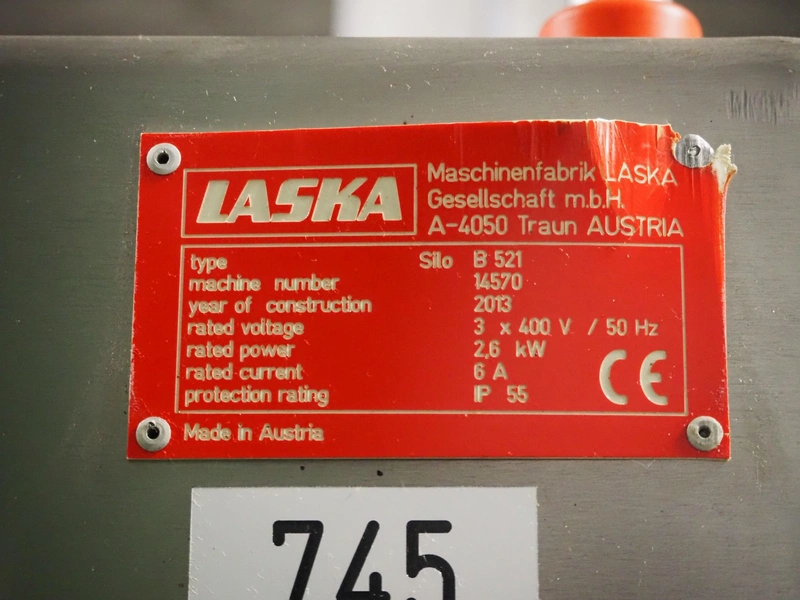 LASKA
Maschinenfabrik LASKA
Gesellschaft m.b.H.
A-4050 Traun AUSTRIA
type Silo B 521
machine number 14570
year of construction 2013
rated voltage 3 x 400 V / 50 Hz
rated power 2,6 kW
rated current 6 A
protection rating IP 55
CE
Made in Austria
745